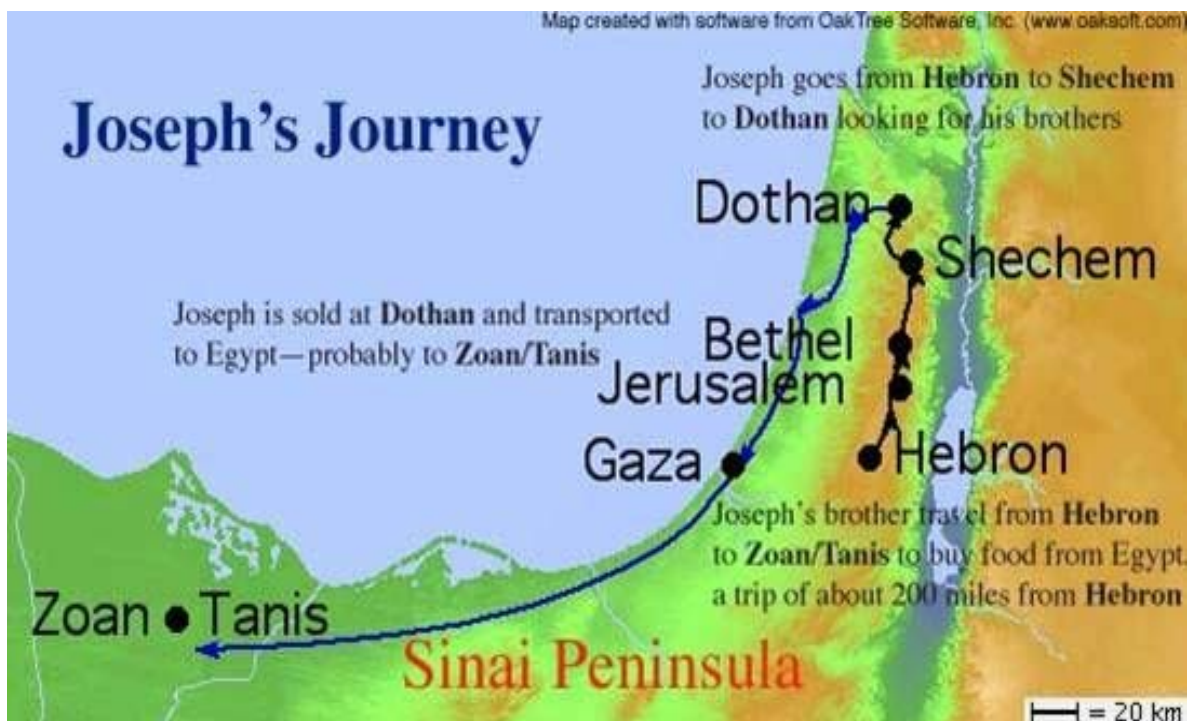 Map created with software from OakTree Software, Inc. (www.oaksoft.com)
Joseph goes from Hebron to Shechem
to Dothan looking for his brothers
Joseph's Journey
Dothan
Shechem
Joseph is sold at Dothan and transported
to Egypt—probably to Zoan/Tanis
Bethel
Jerusalem
Gaza
Hebron
Joseph's brother travel from Hebron
to Zoan/Tanis to buy food from Egypt,
a trip of about 200 miles from Hebron
Zoan Tanis
Sinai Peninsula
= 20 km